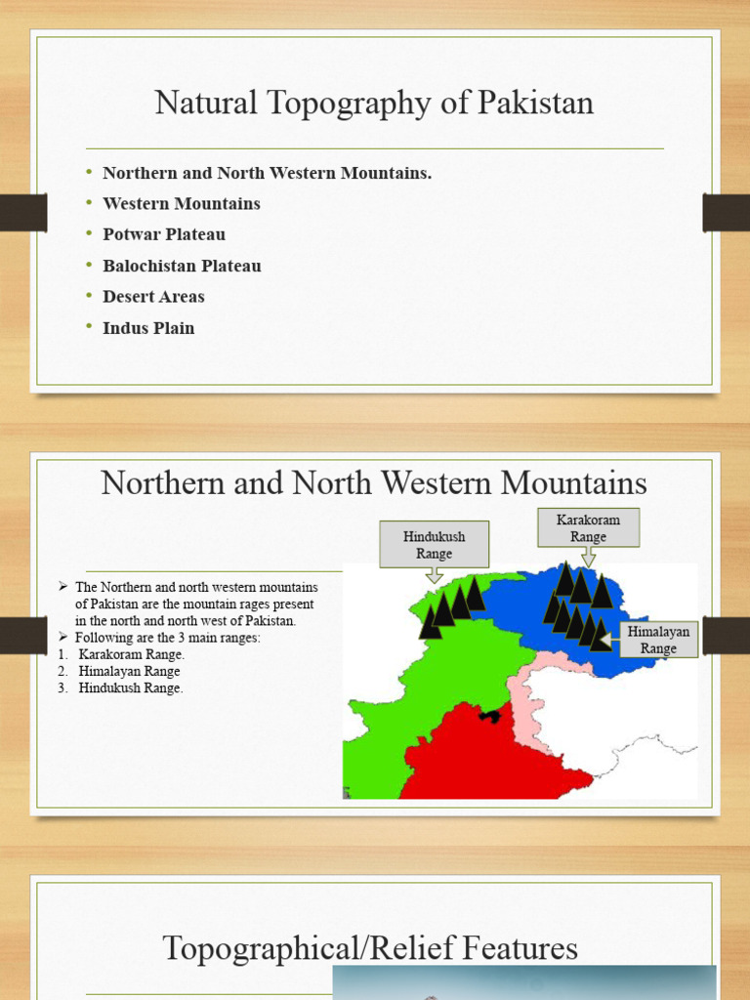 Natural Topography of Pakistan
• Northern and North Western Mountains.
• Western Mountains
• Potwar Plateau
• Balochistan Plateau
• Desert Areas
• Indus Plain
Northern and North Western Mountains
Hindukush
Range
Karakoram
Range
Himalayan
Range
➢ The Northern and north western mountains
of Pakistan are the mountain rages present
in the north and north west of Pakistan.
➢ Following are the 3 main ranges:
1. Karakoram Range.
2. Himalayan Range
3. Hindukush Range.
Topographical/Relief Features